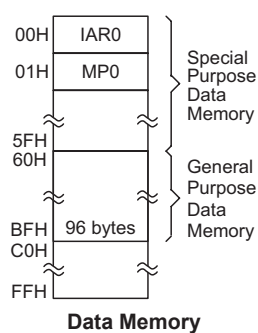 00H IAR0
01H MP0
Special
Purpose
Data
Memory
5FH
60H
General
Purpose
Data
Memory
BFH 96 bytes
C0H
FFH
Data Memory